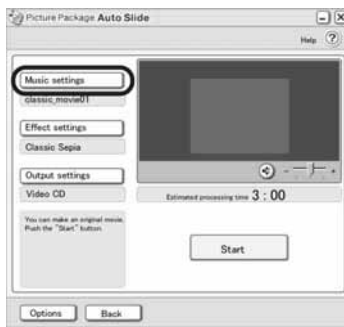 Picture Package Auto Slide
Help ?
Music settings
classic_movie01
Effect settings
Classic Sepia
Output settings
Video CD
Estimated processing time 3 : 00
You can make an original movie.
Push the "Start" button.
Start
Options
Back